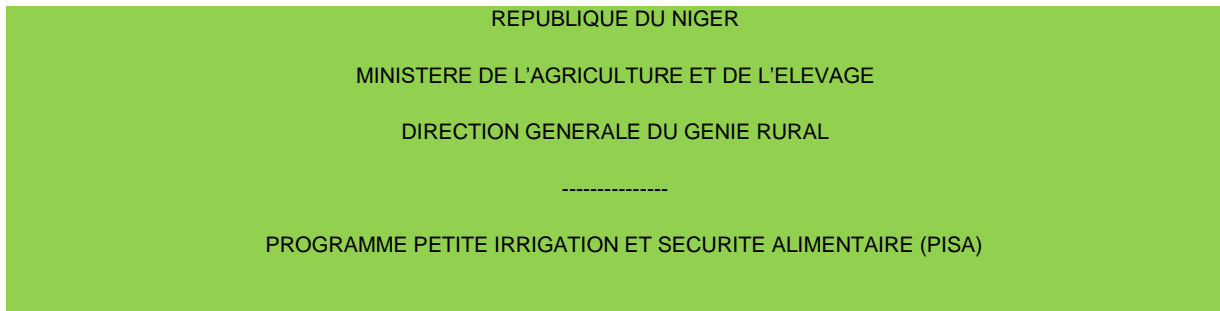 REPUBLIQUE DU NIGER
MINISTERE DE L’AGRICULTURE ET DE L’ELEVAGE
DIRECTION GENERALE DU GENIE RURAL
---------------
PROGRAMME PETITE IRRIGATION ET SECURITE ALIMENTAIRE (PISA)